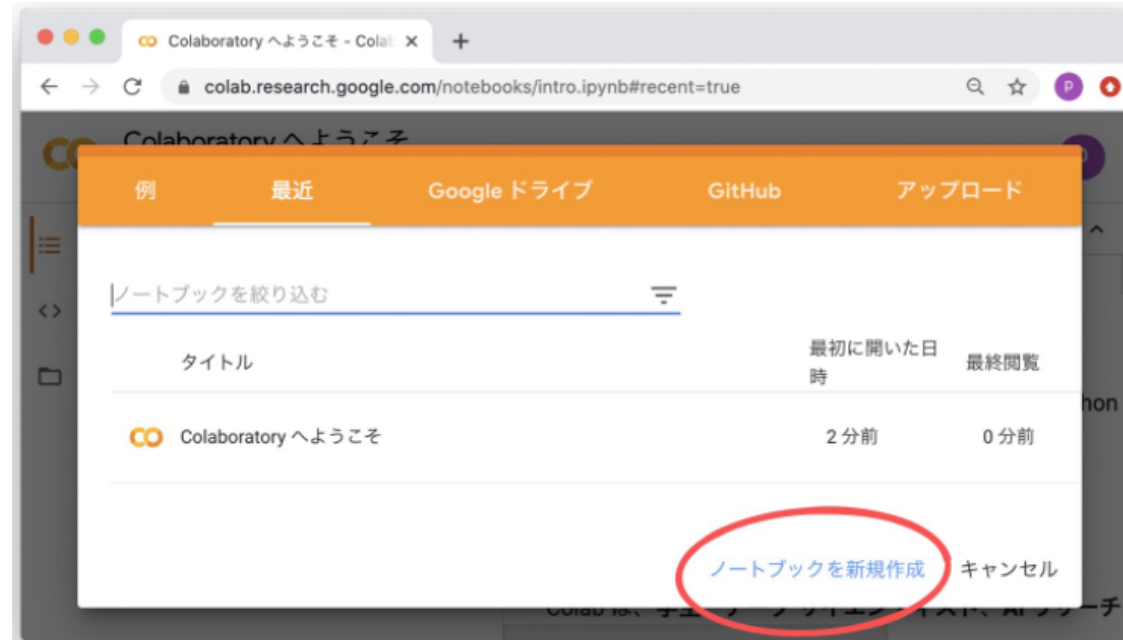 Colaboratory へようこそ - Cola
colab.research.google.com/notebooks/intro.ipynb#recent=true
P
Colaboratory へようこそ
例 最近 Google ドライブ GitHub アップロード
ノートブックを絞り込む
タイトル 最初に開いた日時 最終閲覧
hon
Colaboratory へようこそ 2 分前 0 分前
ノートブックを新規作成 キャンセル
Colab は、